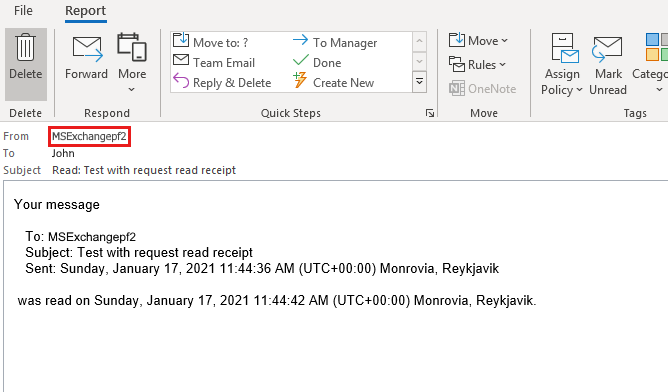 File Report
Delete
Forward
More
Move to: ?
To Manager
Team Email
Done
Reply & Delete
Create New
Move
Rules
OneNote
Assign
Policy
Mark
Unread
Catego
Delete
Respond
Quick Steps
Move
Tags
From MSExchangepf2
To John
Subject Read: Test with request read receipt
Your message
To: MSExchangepf2
Subject: Test with request read receipt
Sent: Sunday, January 17, 2021 11:44:36 AM (UTC+00:00) Monrovia, Reykjavik
was read on Sunday, January 17, 2021 11:44:42 AM (UTC+00:00) Monrovia, Reykjavik.